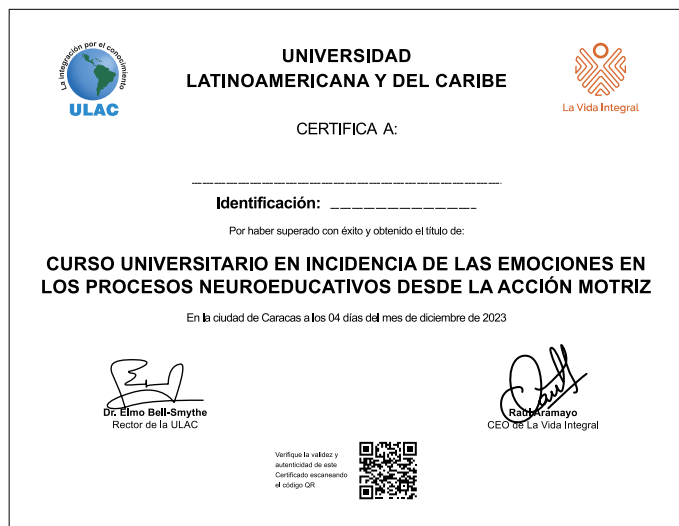 La integración por el conocimiento
ULAC
UNIVERSIDAD
LATINOAMERICANA Y DEL CARIBE
La Vida Integral
CERTIFICA A:
Identificación:
Por haber superado con éxito y obtenido el título de:
CURSO UNIVERSITARIO EN INCIDENCIA DE LAS EMOCIONES EN
LOS PROCESOS NEUROEDUCATIVOS DESDE LA ACCIÓN MOTRIZ
En la ciudad de Caracas a los 04 días del mes de diciembre de 2023
Dr. Elmo Bell-Smythe
Rector de la ULAC
Raúl Aramayo
CEO de La Vida Integral
Verifique la validez y
autenticidad de este
Certificado escaneando
el código QR